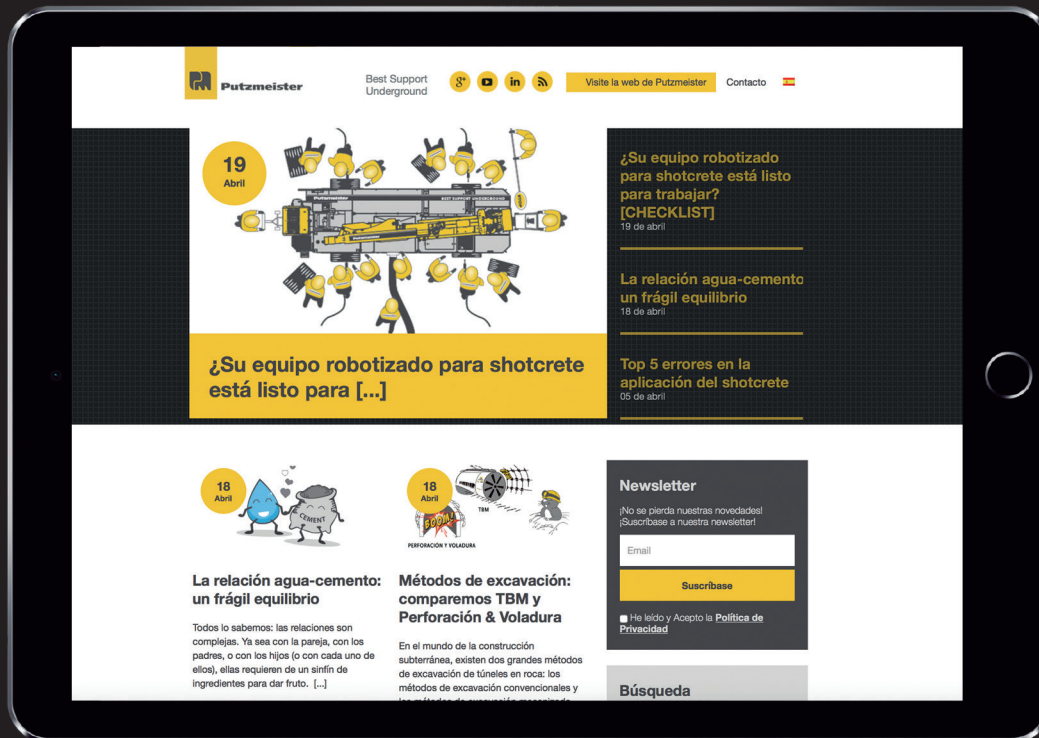 Putzmeister
Best Support
Underground
g+
in
Visite la web de Putzmeister
Contacto
19
Abril
Putzmeister
BEST SUPPORT UNDERGROUND
Putzmeister
¿Su equipo robotizado para shotcrete
está listo para [...]
¿Su equipo robotizado
para shotcrete está listo
para trabajar?
[CHECKLIST]
19 de abril
La relación agua-cemento
un frágil equilibrio
18 de abril
Top 5 errores en la
aplicación del shotcrete
05 de abril
18
Abril
CEMENT
La relación agua-cemento:
un frágil equilibrio
Todos lo sabemos: las relaciones son
complejas. Ya sea con la pareja, con los
padres, o con los hijos (o con cada uno de
ellos), ellas requieren de un sinfín de
ingredientes para dar fruto. [...]
18
Abril
TBM
BOOM!
PERFORACIÓN Y VOLADURA
Métodos de excavación:
comparemos TBM y
Perforación & Voladura
En el mundo de la construcción
subterránea, existen dos grandes métodos
de excavación de túneles en roca: los
métodos de excavación convencionales y
los métodos de excavación mecanizada
Newsletter
¡No se pierda nuestras novedades!
¡Suscríbase a nuestra newsletter!
Email
Suscríbase
He leído y Acepto la Política de
Privacidad
Búsqueda